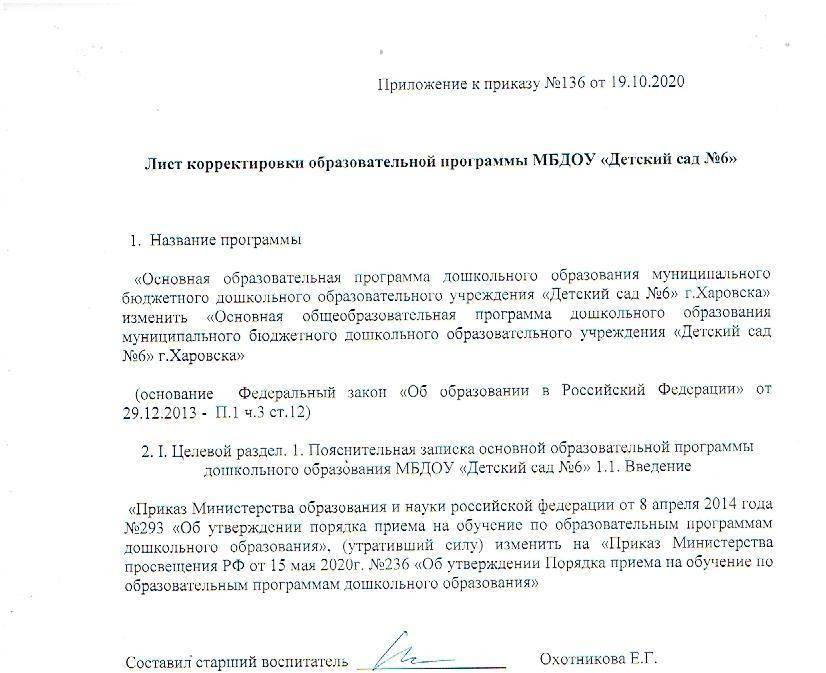 Приложение к приказу №136 от 19.10.2020
Лист корректировки образовательной программы МБДОУ «Детский сад №6»
1. Название программы
«Основная образовательная программа дошкольного образования муниципального
бюджетного дошкольного образовательного учреждения «Детский сад №6» г.Харовска»
изменить «Основная общеобразовательная программа дошкольного образования
муниципального бюджетного дошкольного образовательного учреждения «Детский сад
№6» г.Харовска»
(основание Федеральный закон «Об образовании в Российский Федерации» от
29.12.2013 - П.1 ч.3 ст.12)
2. I. Целевой раздел. 1. Пояснительная записка основной образовательной программы
дошкольного образования МБДОУ «Детский сад №6» 1.1. Введение
«Приказ Министерства образования и науки российской федерации от 8 апреля 2014 года
№293 «Об утверждении порядка приема на обучение по образовательным программам
дошкольного образования», (утративший силу) изменить на «Приказ Министерства
просвещения РФ от 15 мая 2020г. №236 «Об утверждении Порядка приема на обучение по
образовательным программам дошкольного образования»
Составил старший воспитатель Охотникова Е.Г.